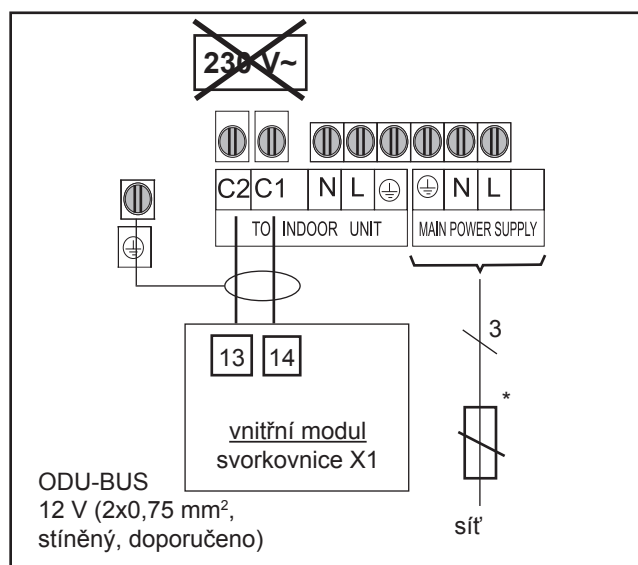 230 V~
C2 C1 N L N L
TO INDOOR UNIT MAIN POWER SUPPLY
3
13 14
*
vnitřní modul
svorkovnice X1
ODU-BUS
12 V (2x0,75 mm²,
stíněný, doporučeno)
síť